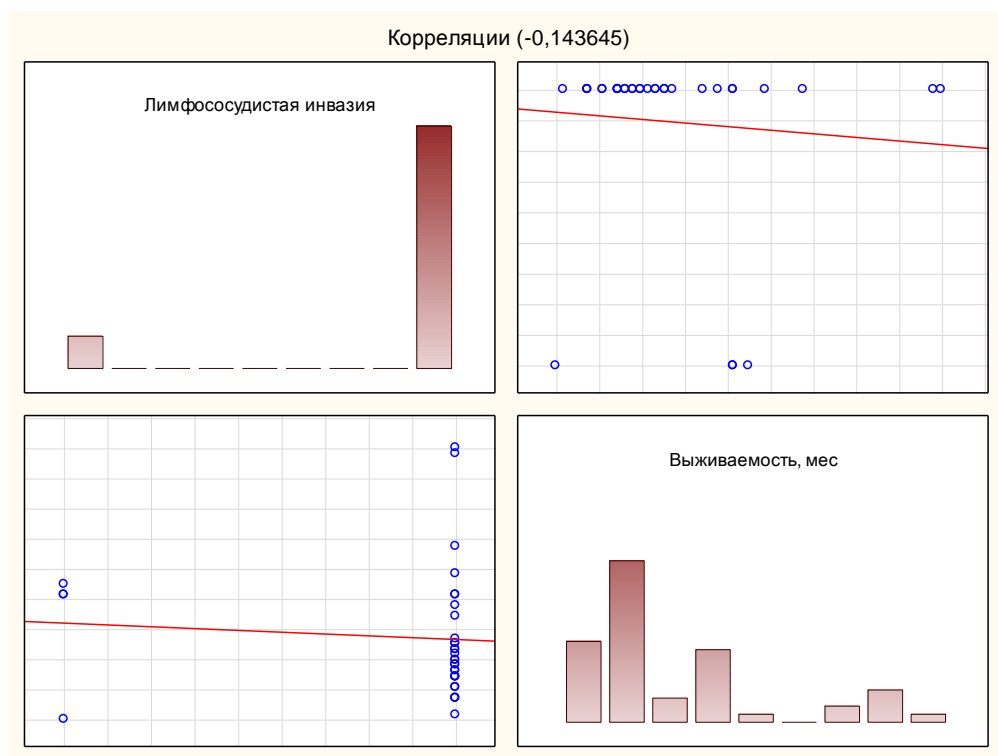 Корреляции (-0,143645)
Лимфососудистая инвазия
Выживаемость, мес